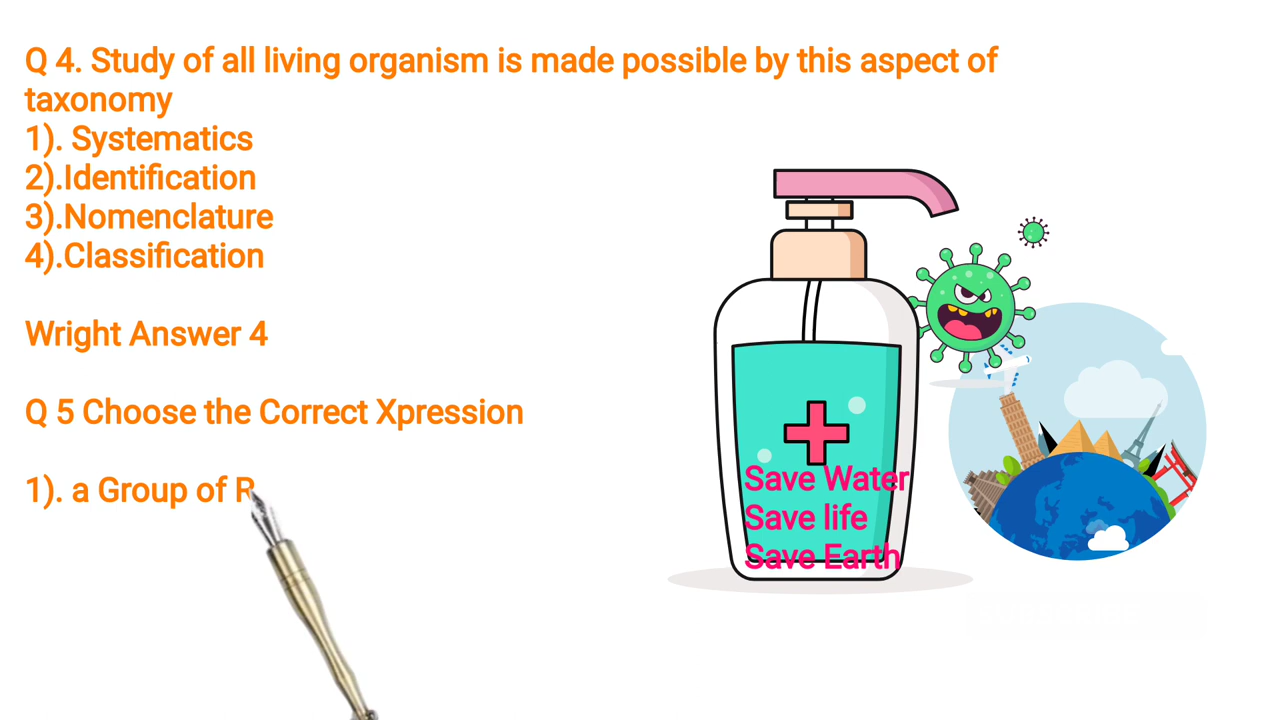 Q 4. Study of all living organism is made possible by this aspect of
taxonomy
1). Systematics
2).Identification
3).Nomenclature
4).Classification
Wright Answer 4
Q 5 Choose the Correct Xpression
1). a Group of R
Save Water
Save life
Save Earth